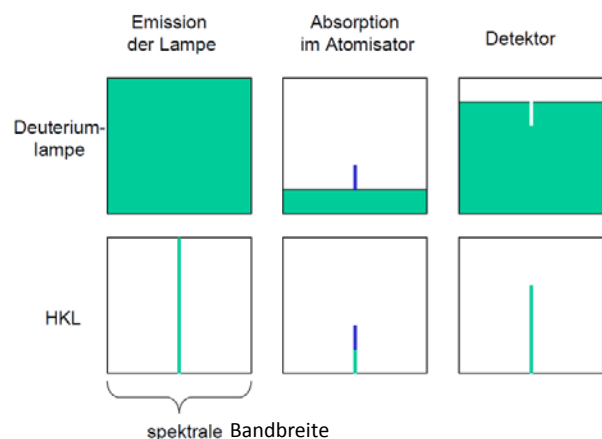 Emission
der Lampe
Absorption
im Atomisator
Detektor
Deuterium-
lampe
HKL
spektrale Bandbreite